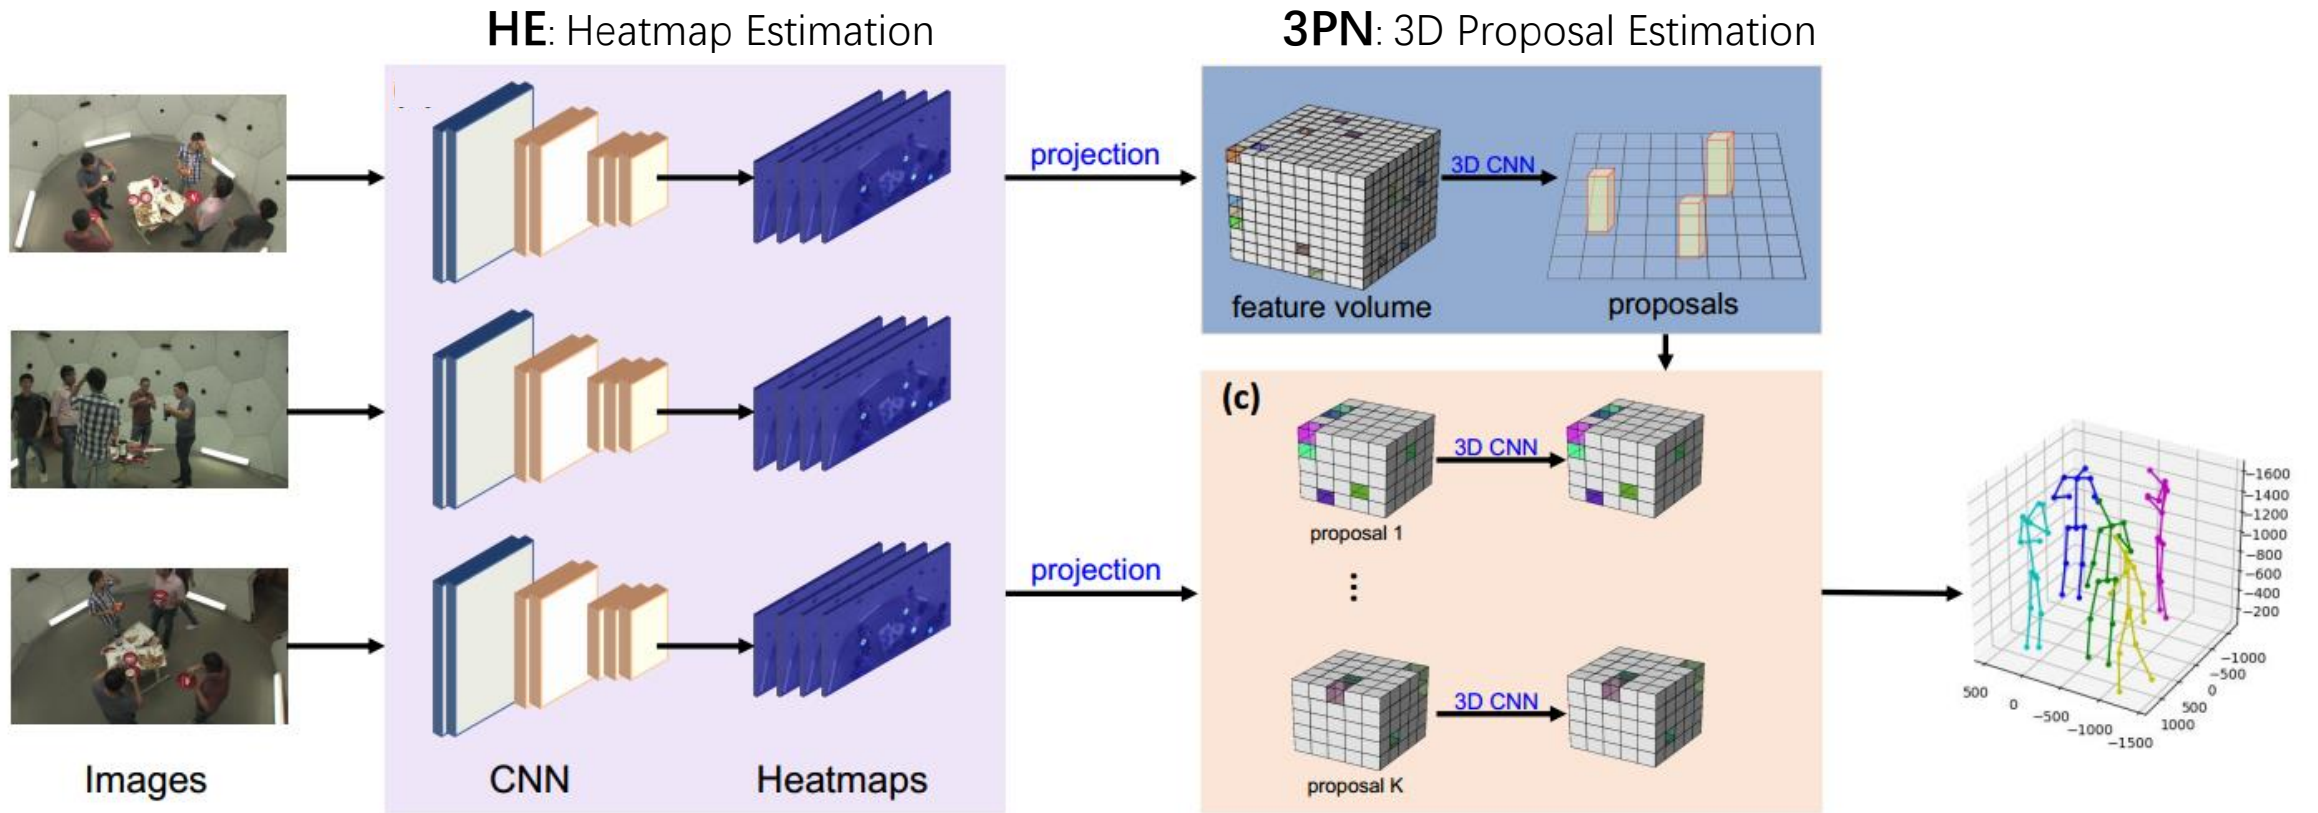 HE: Heatmap Estimation
3PN: 3D Proposal Estimation
projection
3D CNN
feature volume
proposals
(c)
3D CNN
proposal 1
⋮
projection
3D CNN
proposal K
Images
CNN
Heatmaps
−1600
−1400
−1200
−1000
−800
−600
−400
−200
−1000
−500
0
500
1000
500
0
−500
−1000
−1500